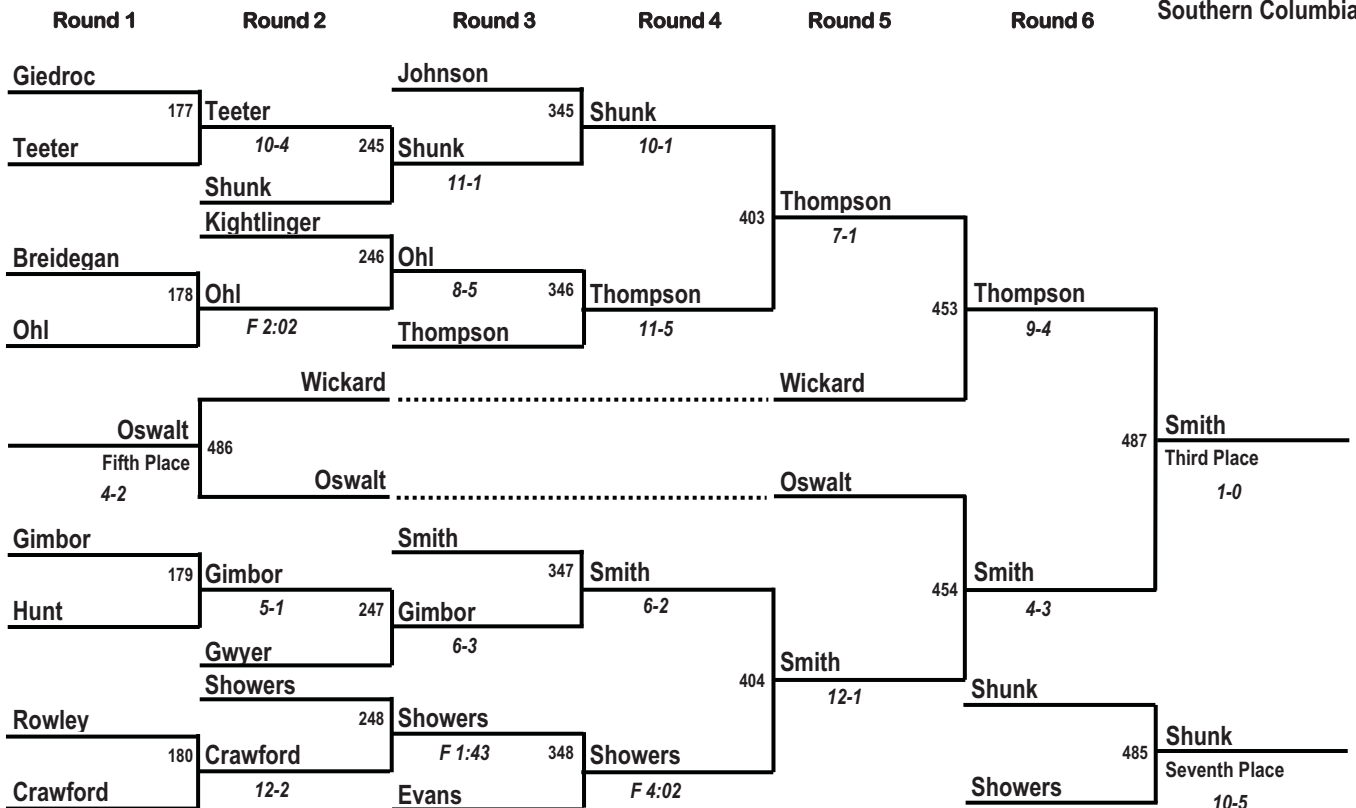 Round 1 Round 2 Round 3 Round 4 Round 5 Round 6 Southern Columbia
Giedroc Johnson
177 Teeter 345 Shunk
Teeter 10-4 245 Shunk 10-1
Shunk 11-1
Kightlinger 403 Thompson
Breidegan 246 Ohl 7-1
178 Ohl 8-5 346 Thompson 453 Thompson
Ohl F 2:02 Thompson 11-5 9-4
Wickard Wickard
Oswalt 486 487 Smith
Fifth Place Third Place
4-2 Oswalt Oswalt 1-0
Gimbor Smith
179 Gimbor 347 Smith 454 Smith
Hunt 5-1 247 Gimbor 6-2 4-3
Gwyer 6-3
Showers 404 Smith Shunk
Rowley 248 Showers 12-1
180 Crawford F 1:43 348 Showers 485 Shunk
Crawford 12-2 Evans F 4:02 Showers Seventh Place
10-5